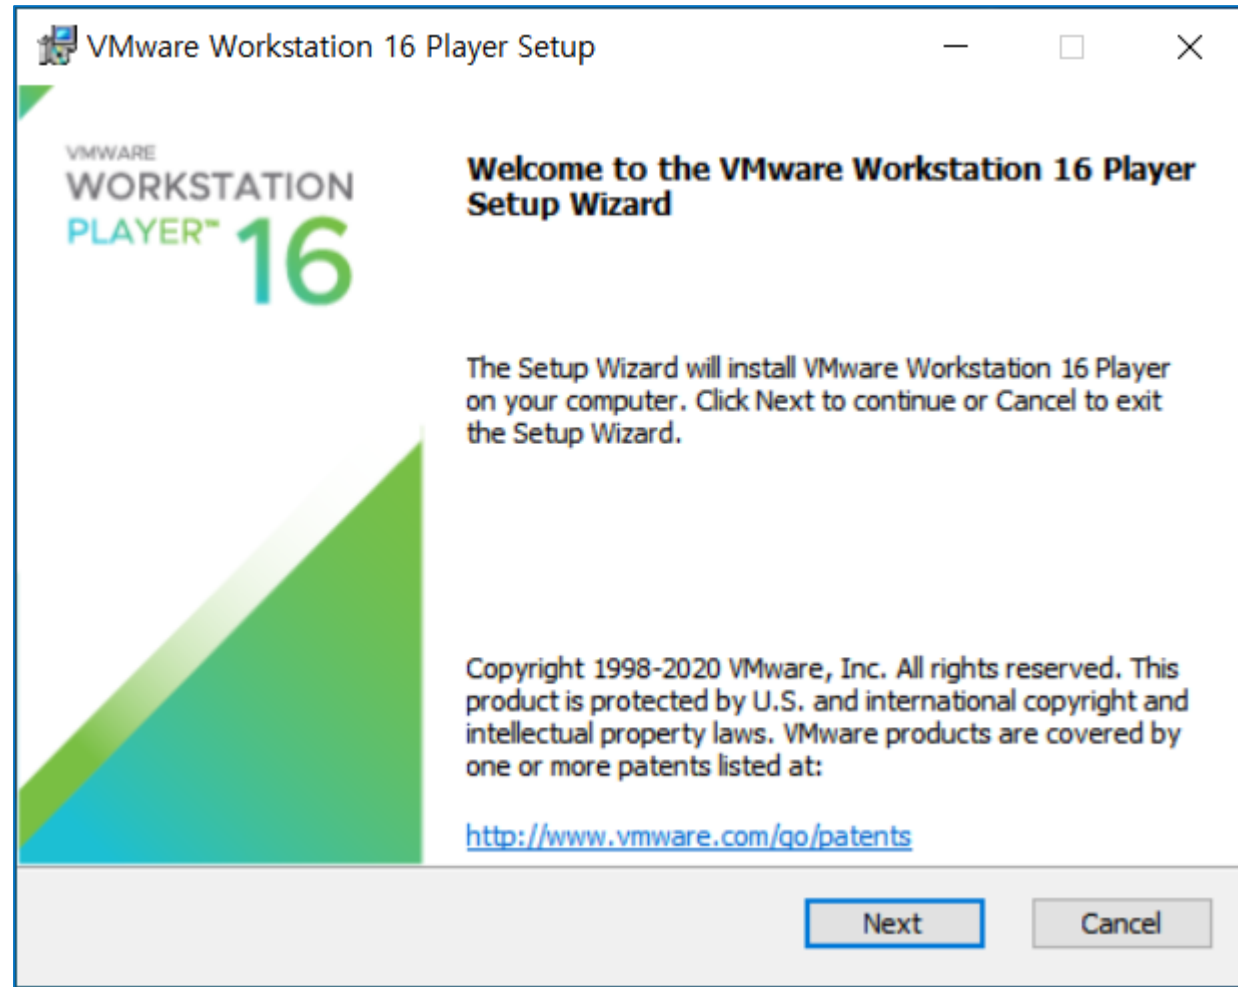 VMware Workstation 16 Player Setup
VMWARE
WORKSTATION
PLAYER™ 16
Welcome to the VMware Workstation 16 Player
Setup Wizard
The Setup Wizard will install VMware Workstation 16 Player
on your computer. Click Next to continue or Cancel to exit
the Setup Wizard.
Copyright 1998-2020 VMware, Inc. All rights reserved. This
product is protected by U.S. and international copyright and
intellectual property laws. VMware products are covered by
one or more patents listed at:
http://www.vmware.com/go/patents
Next
Cancel